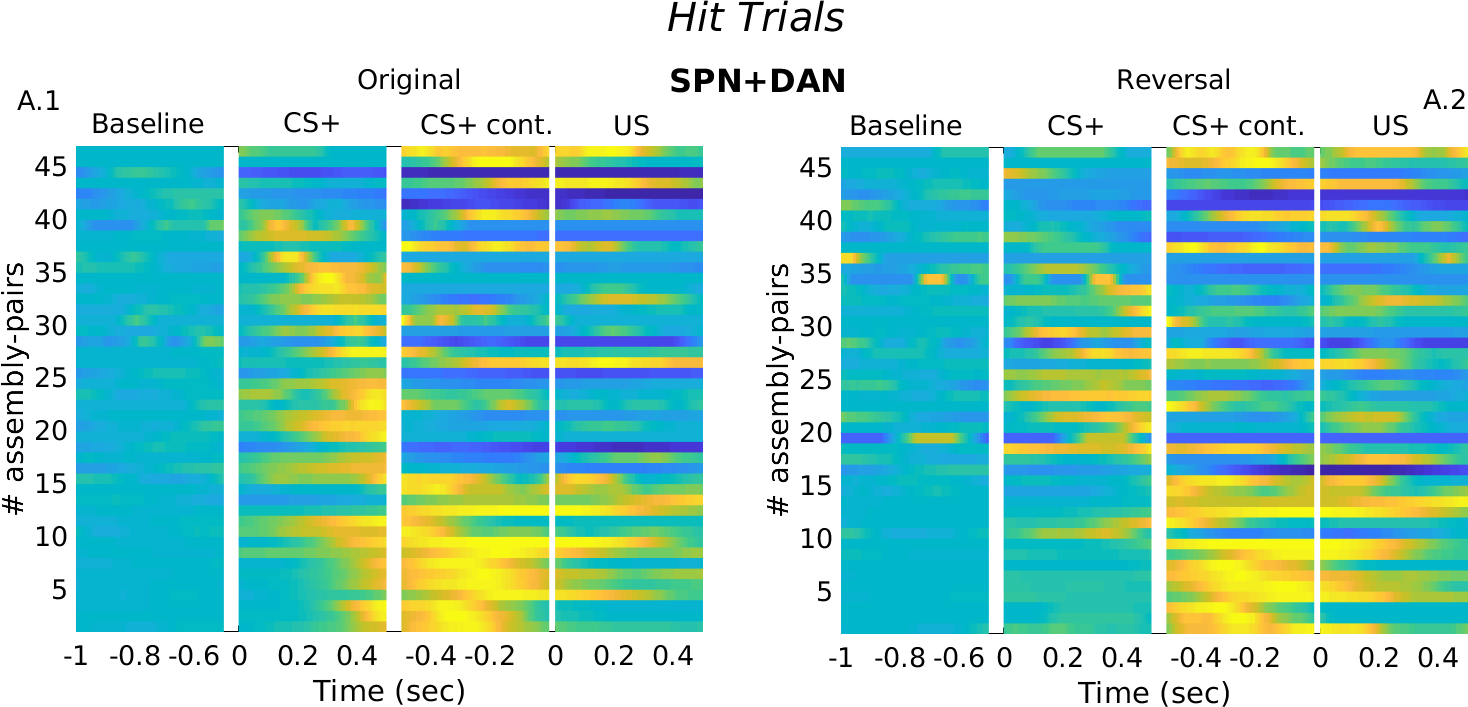 Hit Trials
Original SPN+DAN Reversal
A.1 A.2
Baseline CS+ CS+ cont. US Baseline CS+ CS+ cont. US
# assembly-pairs
45
40
35
30
25
20
15
10
5
-1 -0.8 -0.6 0 0.2 0.4 -0.4 -0.2 0 0.2 0.4
Time (sec)
# assembly-pairs
45
40
35
30
25
20
15
10
5
-1 -0.8 -0.6 0 0.2 0.4 -0.4 -0.2 0 0.2 0.4
Time (sec)